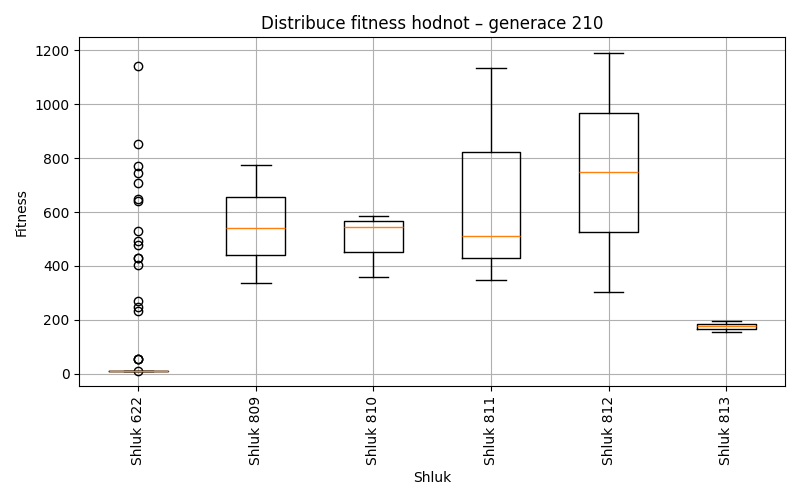 Distribuce fitness hodnot – generace 210
Fitness
1200
1000
800
600
400
200
0
Shluk 622
Shluk 809
Shluk 810
Shluk 811
Shluk 812
Shluk 813
Shluk